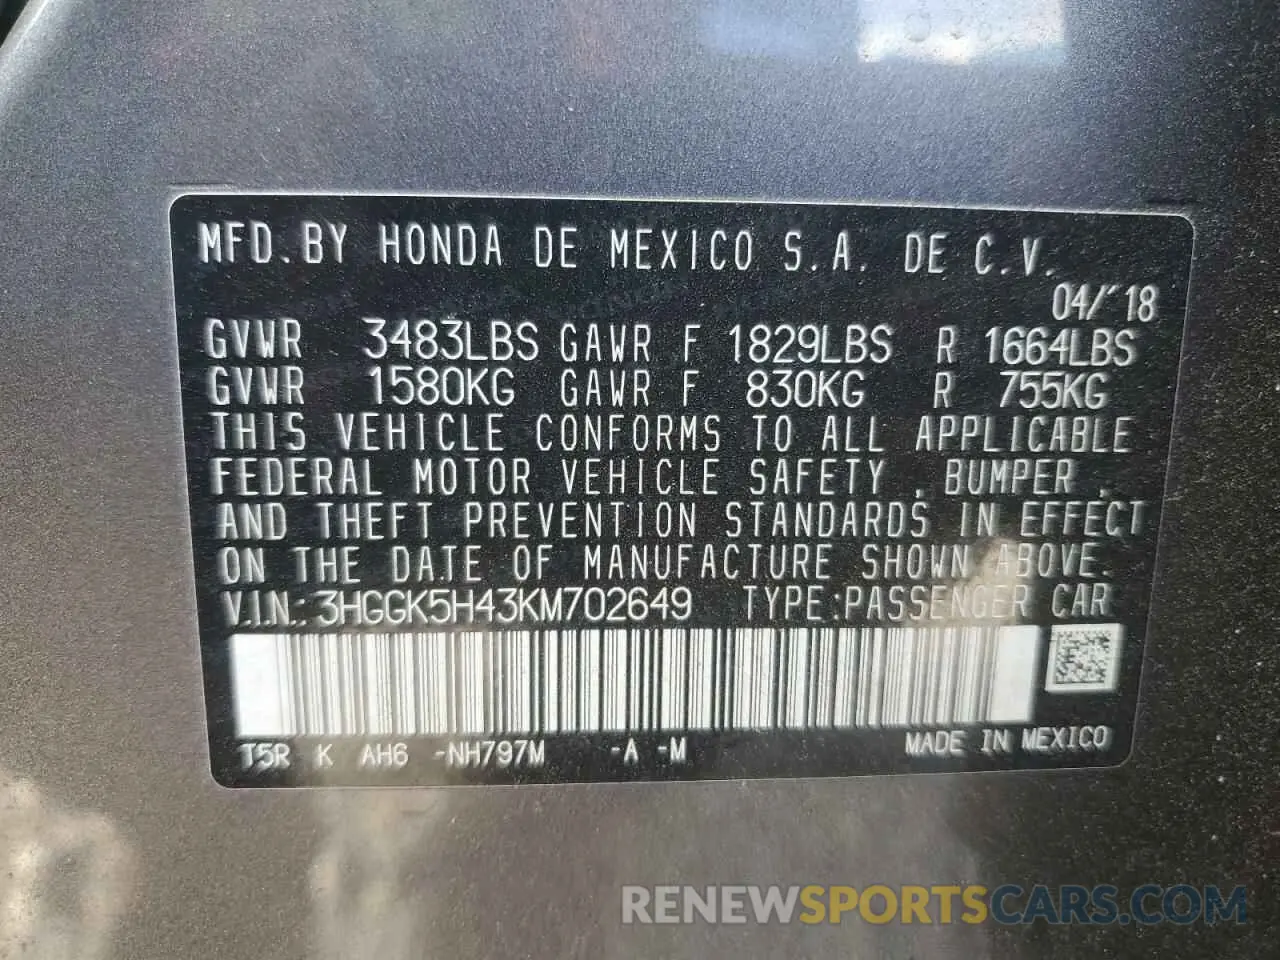 MFD. BY HONDA DE MEXICO S.A. DE C.V.
04/'18
GVWR 3483LBS GAWR F 1829LBS R 1664LBS
GVWR 1580KG GAWR F 830KG R 755KG
THIS VEHICLE CONFORMS TO ALL APPLICABLE
FEDERAL MOTOR VEHICLE SAFETY , BUMPER ,
AND THEFT PREVENTION STANDARDS IN EFFECT
ON THE DATE OF MANUFACTURE SHOWN ABOVE.
V.I.N.: 3HGGK5H43KM702649 TYPE:PASSENGER CAR
T5R K AH6 -NH797M -A -M MADE IN MEXICO
RENEWSPORTSCARS.COM